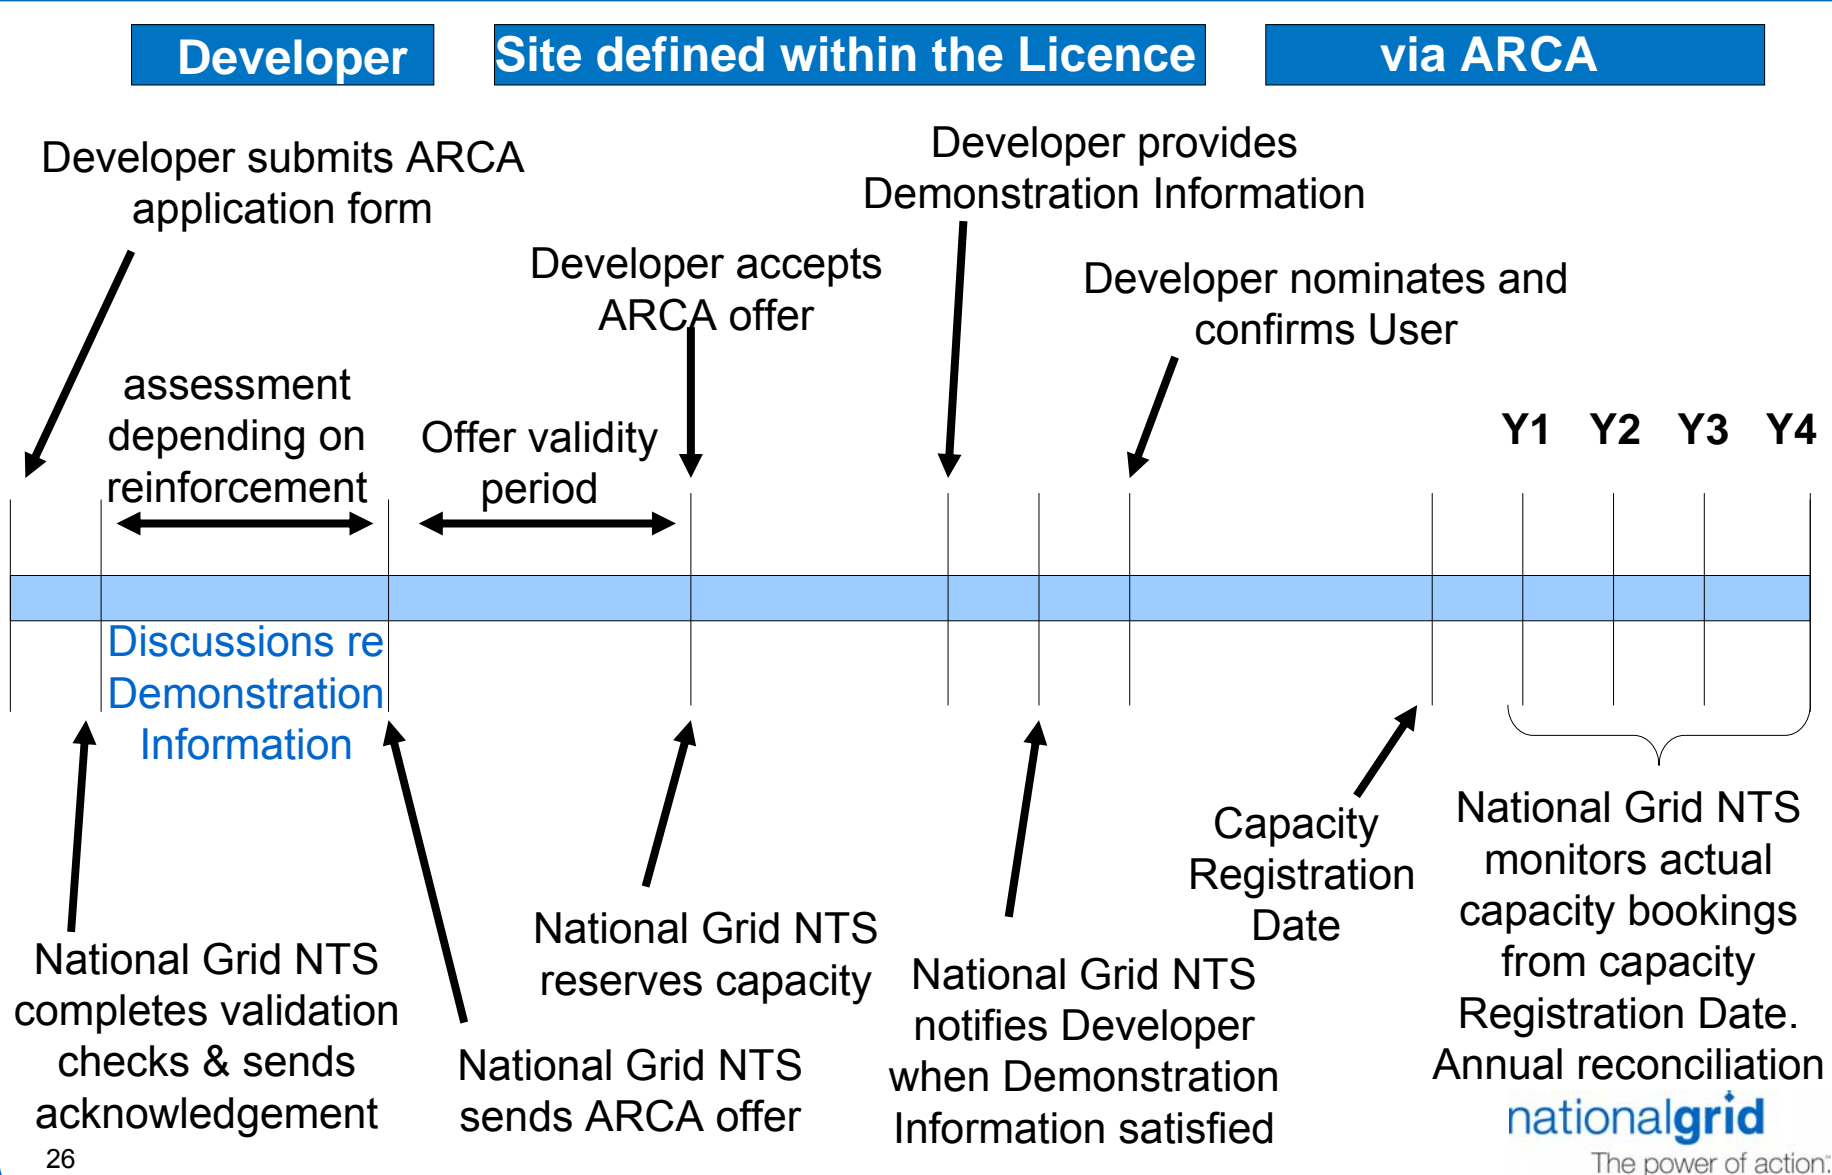 Developer
Site defined within the Licence
via ARCA
Developer submits ARCA
application form
Developer provides
Demonstration Information
Developer accepts
ARCA offer
Developer nominates and
confirms User
assessment
depending on
reinforcement
Offer validity
period
Y1 Y2 Y3 Y4
Discussions re
Demonstration
Information
National Grid NTS
completes validation
checks & sends
acknowledgement
National Grid NTS
sends ARCA offer
National Grid NTS
reserves capacity
National Grid NTS
notifies Developer
when Demonstration
Information satisfied
Capacity
Registration
Date
National Grid NTS
monitors actual
capacity bookings
from capacity
Registration Date.
Annual reconciliation
nationalgrid
The power of action.
26